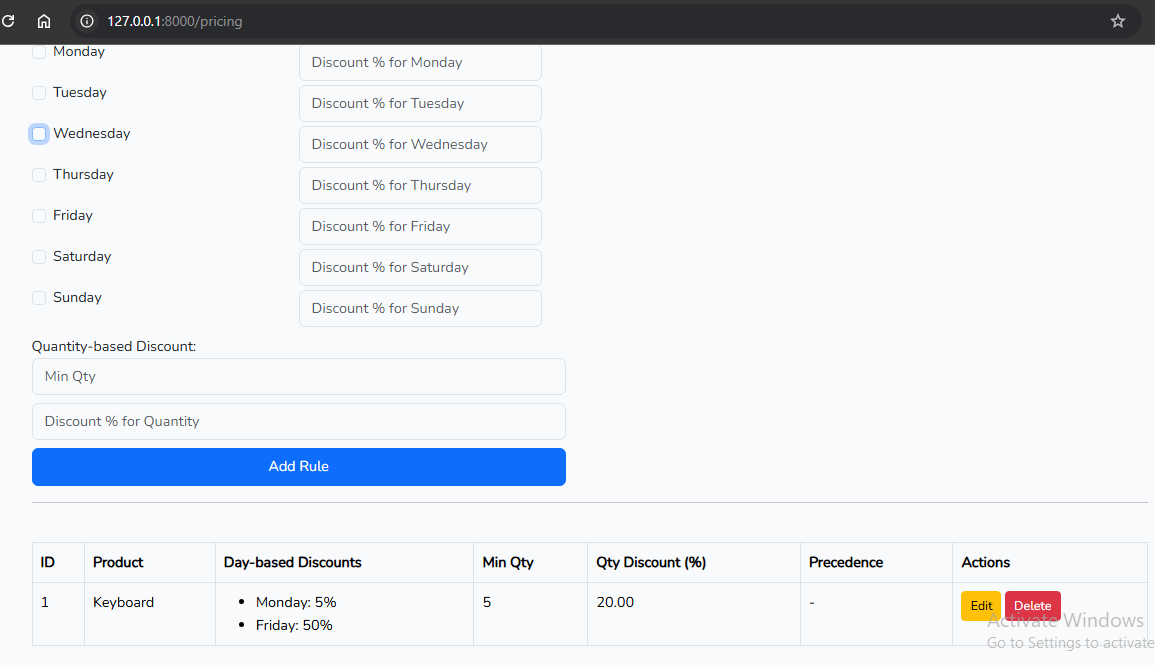 127.0.0.1:8000/pricing
Monday
Discount % for Monday
Tuesday
Discount % for Tuesday
Wednesday
Discount % for Wednesday
Thursday
Discount % for Thursday
Friday
Discount % for Friday
Saturday
Discount % for Saturday
Sunday
Discount % for Sunday
Quantity-based Discount:
Min Qty
Discount % for Quantity
Add Rule
ID Product Day-based Discounts Min Qty Qty Discount (%) Precedence Actions
1 Keyboard • Monday: 5% 5 20.00 - Edit Delete
• Friday: 50%
Activate Windows
Go to Settings to activate